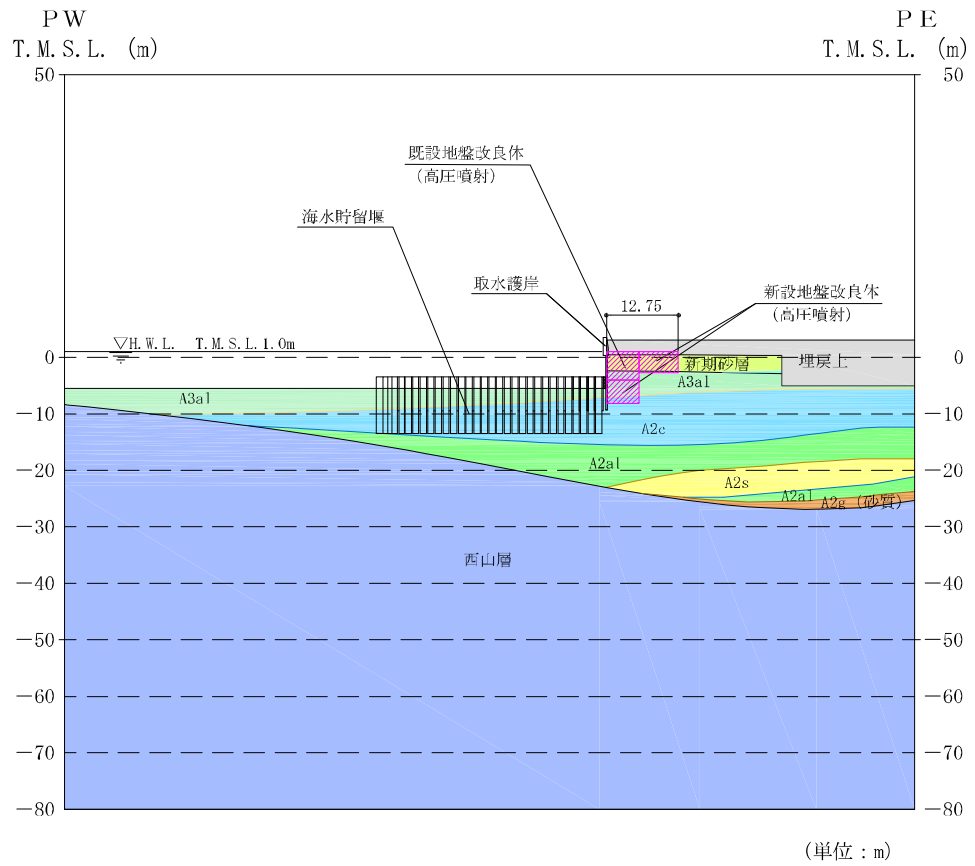 PW
PE
T.M.S.L. (m)
T.M.S.L. (m)
50
50
既設地盤改良体
(高圧噴射)
海水貯留堰
取水護岸
12.75
新設地盤改良体
(高圧噴射)
▽H.W.L. T.M.S.L.1.0m
0
0
新期砂層
埋戻土
A3al
A3al
-10
-10
A2c
A2al
-20
-20
A2s
A2al
A2g (砂質)
-30
-30
西山層
-40
-40
-50
-50
-60
-60
-70
-70
-80
-80
(単位：m)